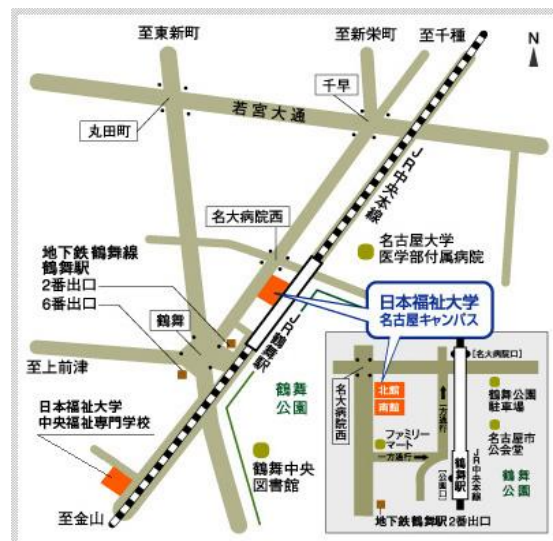 至東新町
至新栄町
至千種
N
千早
若宮大通
丸田町
JR中央本線
名大病院西
名古屋大学
医学部付属病院
地下鉄鶴舞線
鶴舞駅
2番出口
6番出口
鶴舞
JR鶴舞駅
日本福祉大学
名古屋キャンパス
至上前津
鶴舞
公園
日本福祉大学
中央福祉専門学校
鶴舞中央
図書館
至金山
[名大病院口]
名大病院西
北館
南館
一方通行
鶴舞公園
駐車場
ファミリー
マート
名古屋市
公会堂
一方通行
[公園口]
鶴舞駅
JR中央本線
鶴舞
公園
地下鉄鶴舞駅2番出口